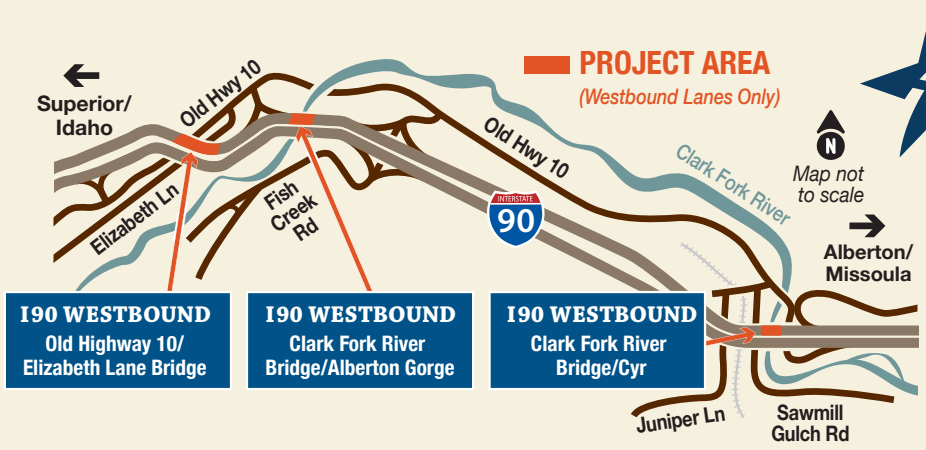 PROJECT AREA
(Westbound Lanes Only)
Superior/
Idaho
Old Hwy 10
Old Hwy 10
Clark Fork River
N
Map not
to scale
Alberton/
Missoula
Elizabeth Ln
Fish
Creek
Rd
INTERSTATE
90
I90 WESTBOUND
Old Highway 10/
Elizabeth Lane Bridge
I90 WESTBOUND
Clark Fork River
Bridge/Alberton Gorge
I90 WESTBOUND
Clark Fork River
Bridge/Cyr
Juniper Ln
Sawmill
Gulch Rd